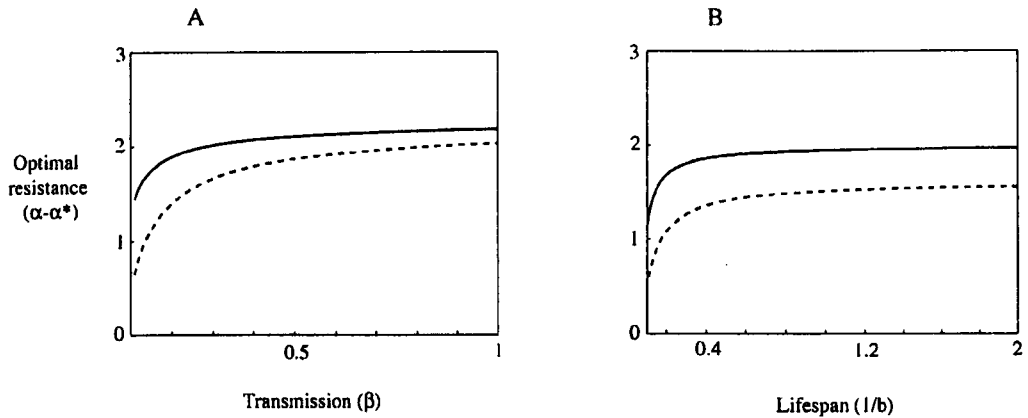 A
B
3
2
1
0
Optimal
resistance
(α-α*)
0.5
1
Transmission (β)
3
2
1
0
0.4
1.2
2
Lifespan (1/b)